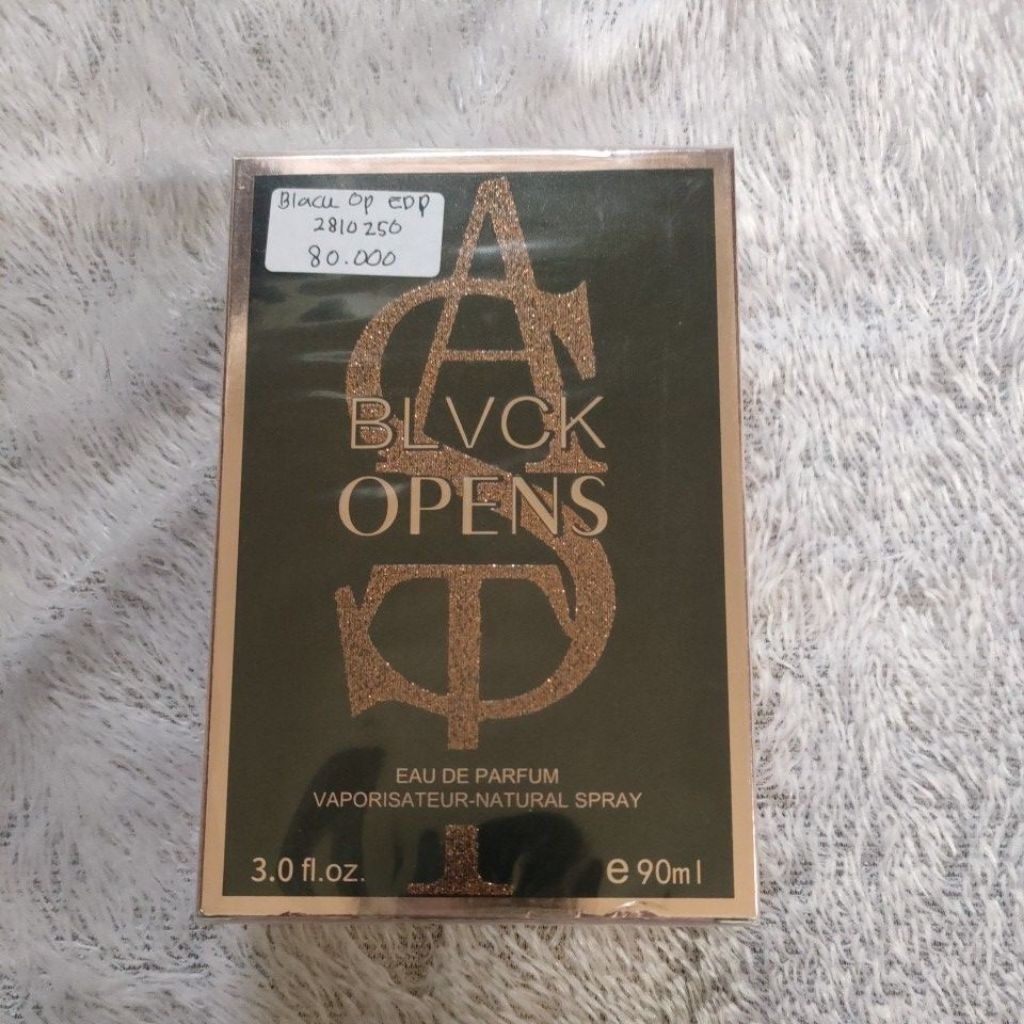 Black Op EDP
2810250
80.000
BLVCK
OPENS
EAU DE PARFUM
VAPORISATEUR-NATURAL SPRAY
3.0 fl.oz.
e 90ml